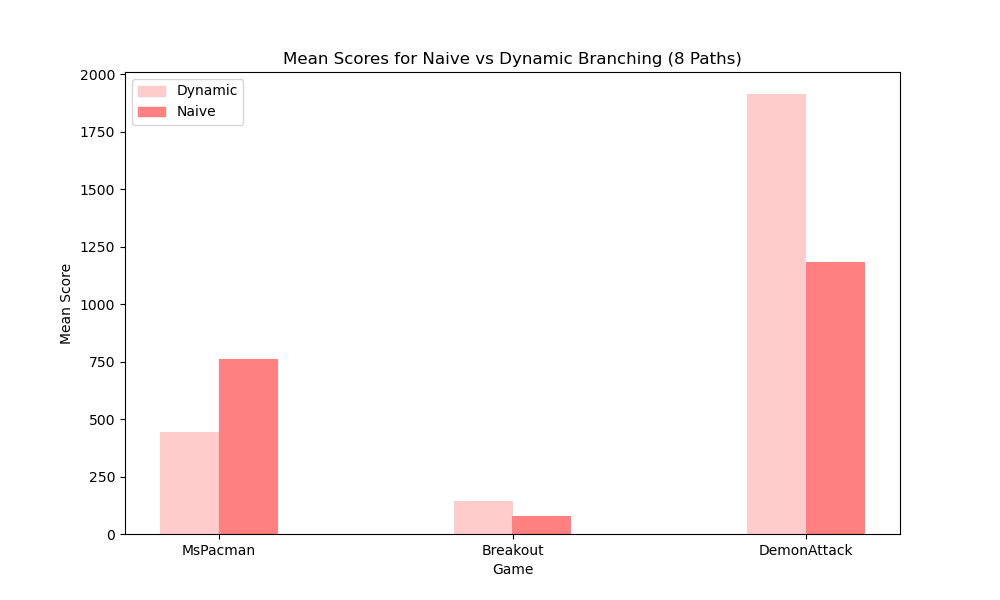 Mean Scores for Naive vs Dynamic Branching (8 Paths)
Dynamic
Naive
2000
1750
1500
1250
1000
750
500
250
0
Mean Score
MsPacman
Breakout
DemonAttack
Game